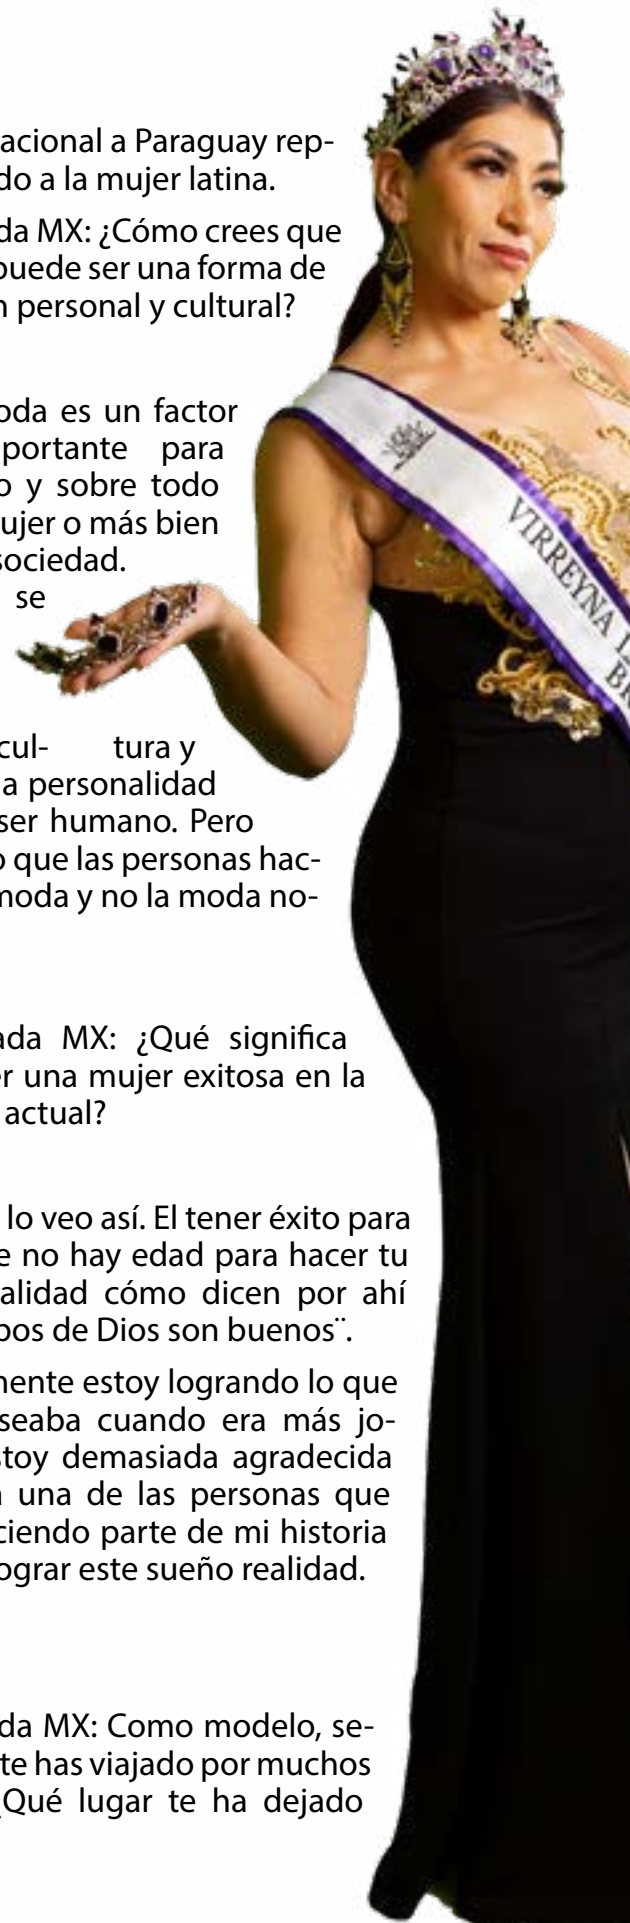 acional a Paraguay rep-
do a la mujer latina.
da MX: ¿Cómo crees que
puede ser una forma de
n personal y cultural?
oda es un factor
portante para
o y sobre todo
ujer o más bien
sociedad.
se
cul- tura y
a personalidad
ser humano. Pero
o que las personas hac-
moda y no la moda no-
ada MX: ¿Qué significa
er una mujer exitosa en la
actual?
lo veo así. El tener éxito para
e no hay edad para hacer tu
alidad cómo dicen por ahí
pos de Dios son buenos¨.
mente estoy logrando lo que
seaba cuando era más jo-
stoy demasiada agradecida
a una de las personas que
ciendo parte de mi historia
ograr este sueño realidad.
da MX: Como modelo, se-
te has viajado por muchos
¿Qué lugar te ha dejado
VIRREYNA